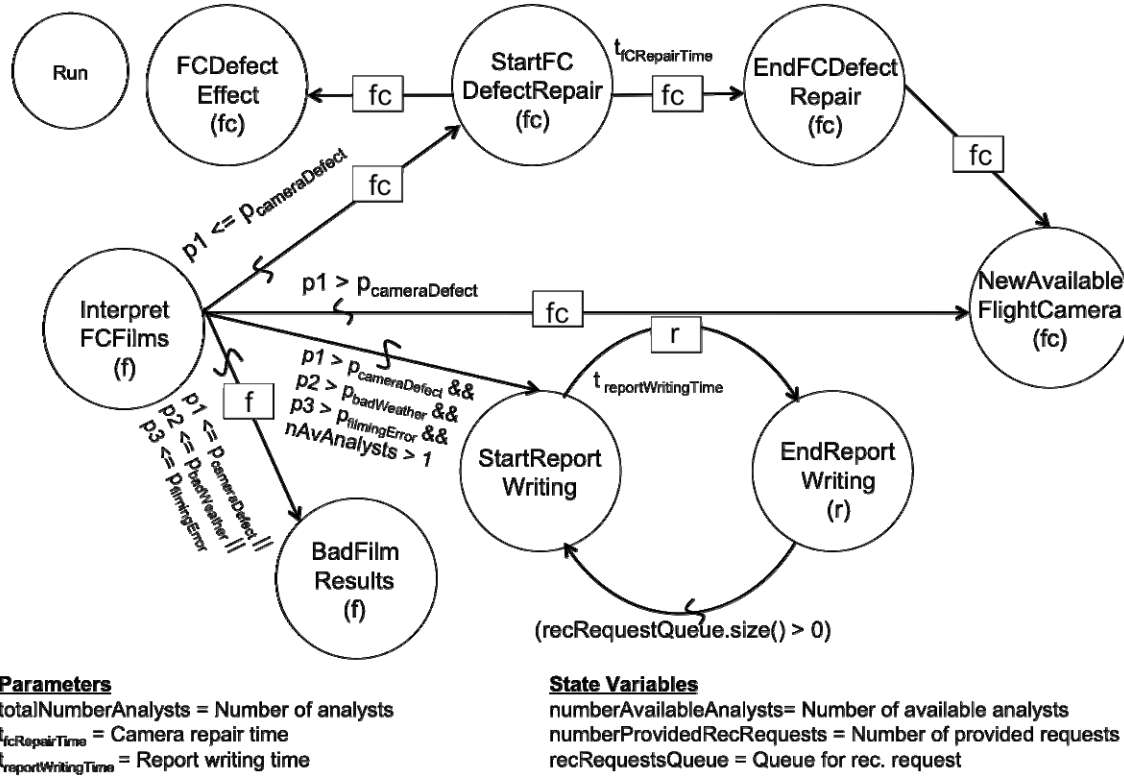 Run
FCDefect
Effect
(fc)
fc
StartFC
DefectRepair
(fc)
tfCRepairTime
fc
EndFCDefect
Repair
(fc)
fc
fc
p1 <= pcameraDefect
Interpret
FCFilms
(f)
p1 > pcameraDefect
fc
NewAvailable
FlightCamera
(fc)
r
treportWritingTime
p1 > pcameraDefect &&
p2 > pbadWeather &&
p3 > pfilmingError &&
nAvAnalysts > 1
f
p1 <= pcameraDefect ||
p2 <= pbadWeather ||
p3 <= pfilmingError
StartReport
Writing
EndReport
Writing
(r)
BadFilm
Results
(f)
(recRequestQueue.size() > 0)
Parameters
totalNumberAnalysts = Number of analysts
tfcRepairTime = Camera repair time
treportWritingTime = Report writing time
State Variables
numberAvailableAnalysts= Number of available analysts
numberProvidedRecRequests = Number of provided requests
recRequestsQueue = Queue for rec. request